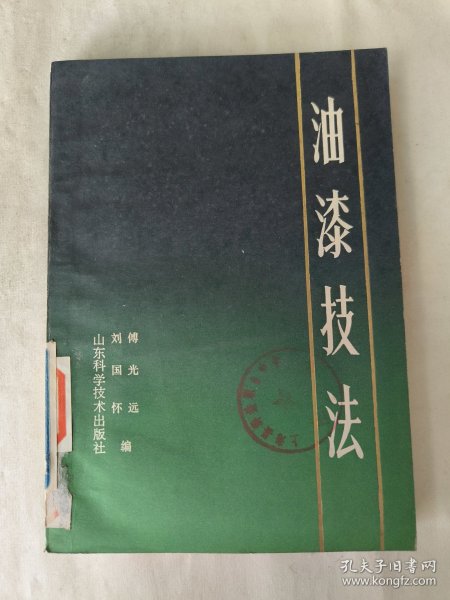 油漆技法
傅光远
刘国怀 编
山东科学技术出版社
孔夫子旧书网
www.kongfz.com